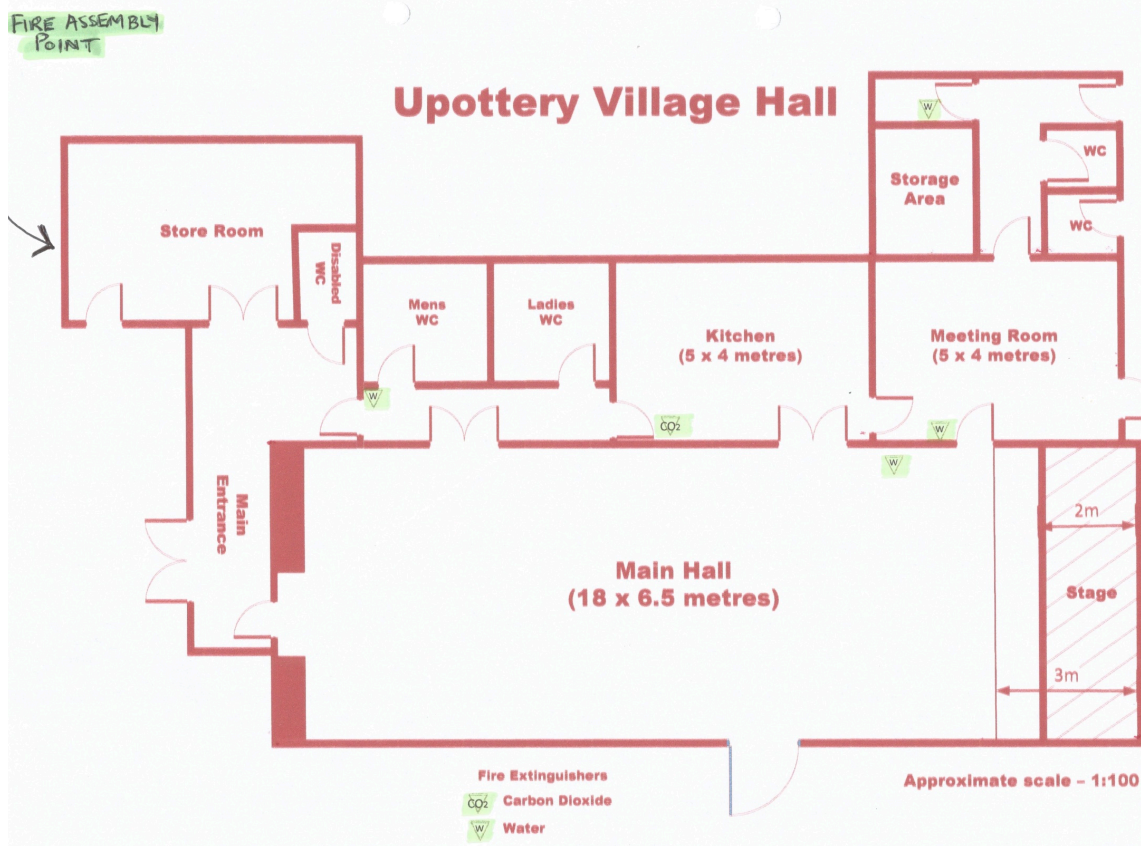 FIRE ASSEMBLY
POINT
Upottery Village Hall
W
WC
Storage
Area
WC
Store Room
Disabled
WC
Mens
WC
Ladies
WC
Kitchen
(5 x 4 metres)
Meeting Room
(5 x 4 metres)
W
CO2
W
W
Main
Entrance
2m
Main Hall
(18 x 6.5 metres)
Stage
3m
Fire Extinguishers
CO2 Carbon Dioxide
W Water
Approximate scale – 1:100